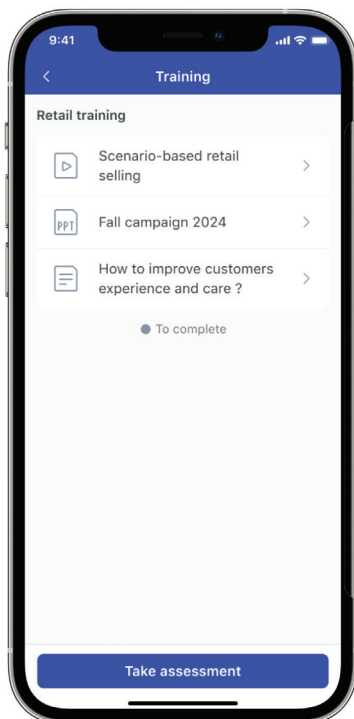 9:41
Training
Retail training
Scenario-based retail
selling
PPT
Fall campaign 2024
How to improve customers
experience and care ?
To complete
Take assessment